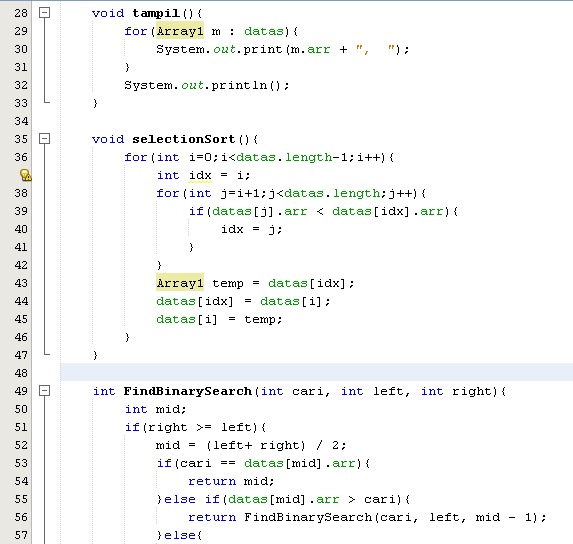 28 void tampil(){
29 for(Array1 m : datas){
30 System.out.print(m.arr + ",  ");
31 }
32 System.out.println();
33 }
34
35 void selectionSort(){
36 for(int i=0;i<datas.length-1;i++){
int idx = i;
38 for(int j=i+1;j<datas.length;j++){
39 if(datas[j].arr < datas[idx].arr){
40 idx = j;
41 }
42 }
43 Array1 temp = datas[idx];
44 datas[idx] = datas[i];
45 datas[i] = temp;
46 }
47 }
48
49 int FindBinarySearch(int cari, int left, int right){
50 int mid;
51 if(right >= left){
52 mid = (left+ right) / 2;
53 if(cari == datas[mid].arr){
54 return mid;
55 }else if(datas[mid].arr > cari){
56 return FindBinarySearch(cari, left, mid - 1);
57 }else{